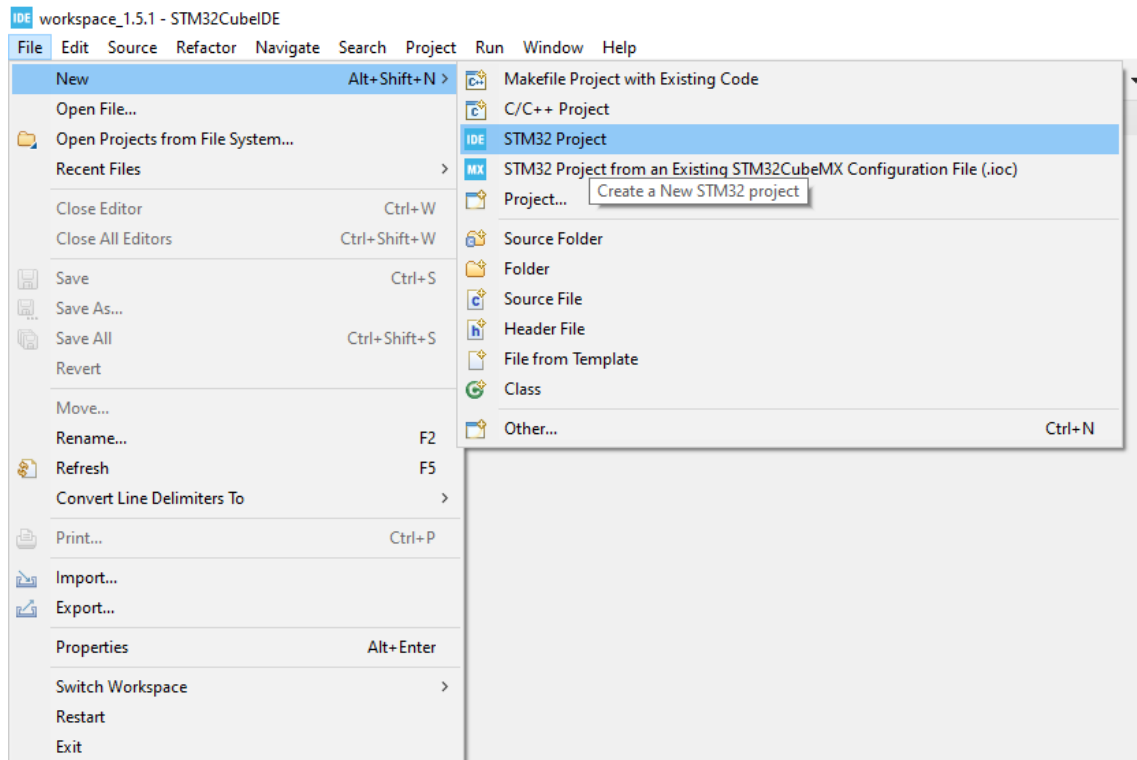 IDE workspace_1.5.1 - STM32CubeIDE
File Edit Source Refactor Navigate Search Project Run Window Help
New Alt+Shift+N >
Open File...
Open Projects from File System...
Recent Files >
Close Editor Ctrl+W
Close All Editors Ctrl+Shift+W
Save Ctrl+S
Save As...
Save All Ctrl+Shift+S
Revert
Move...
Rename... F2
Refresh F5
Convert Line Delimiters To >
Print... Ctrl+P
Import...
Export...
Properties Alt+Enter
Switch Workspace >
Restart
Exit
Makefile Project with Existing Code
C/C++ Project
IDE STM32 Project
MX STM32 Project from an Existing STM32CubeMX Configuration File (.ioc)
Create a New STM32 project
Project...
Source Folder
Folder
Source File
Header File
File from Template
Class
Other... Ctrl+N